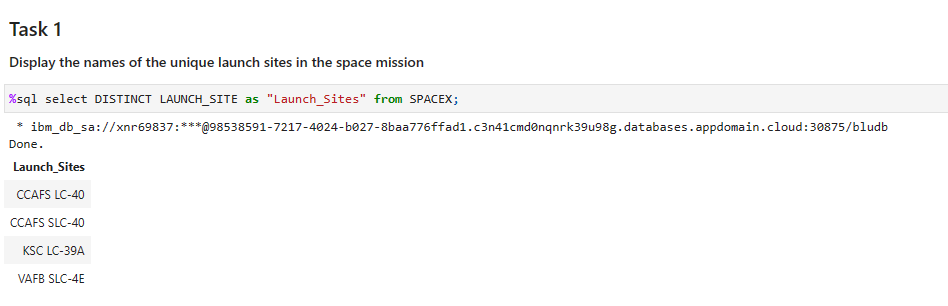 Task 1
Display the names of the unique launch sites in the space mission
%sql select DISTINCT LAUNCH_SITE as "Launch_Sites" from SPACEX;
* ibm_db_sa://xnr69837:***@98538591-7217-4024-b027-8baa776ffad1.c3n41cmd0nqnrk39u98g.databases.appdomain.cloud:30875/bludb
Done.
Launch_Sites
CCAFS LC-40
CCAFS SLC-40
KSC LC-39A
VAFB SLC-4E